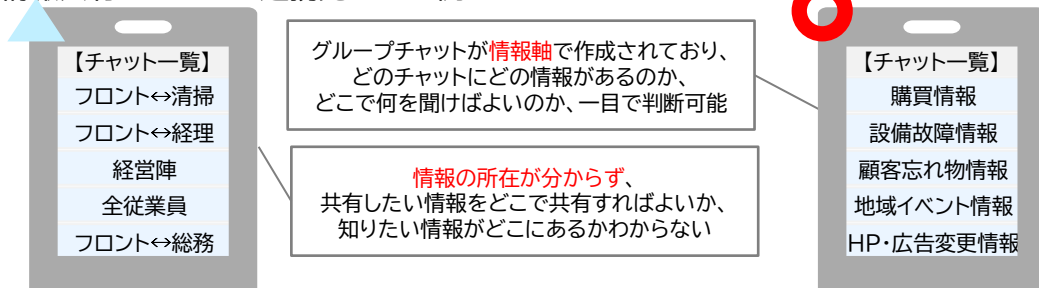 【チャット一覧】
フロント↔清掃
フロント↔経理
経営陣
全従業員
フロント↔総務
グループチャットが情報軸で作成されており、
どのチャットにどの情報があるのか、
どこで何を聞けばよいのか、一目で判断可能
情報の所在が分からず、
共有したい情報をどこで共有すればよいか、
知りたい情報がどこにあるかわからない
【チャット一覧】
購買情報
設備故障情報
顧客忘れ物情報
地域イベント情報
HP・広告変更情報